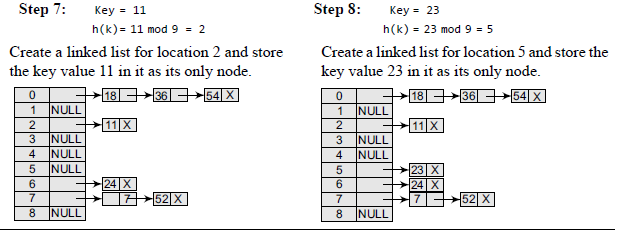 Step 7: Key = 11
h(k) = 11 mod 9 = 2
Create a linked list for location 2 and store
the key value 11 in it as its only node.
0 18 36 54 X
1 NULL
2 11 X
3 NULL
4 NULL
5 NULL
6 24 X
7 7 52 X
8 NULL
Step 8: Key = 23
h(k) = 23 mod 9 = 5
Create a linked list for location 5 and store the
key value 23 in it as its only node.
0 18 36 54 X
1 NULL
2 11 X
3 NULL
4 NULL
5 23 X
6 24 X
7 7 52 X
8 NULL